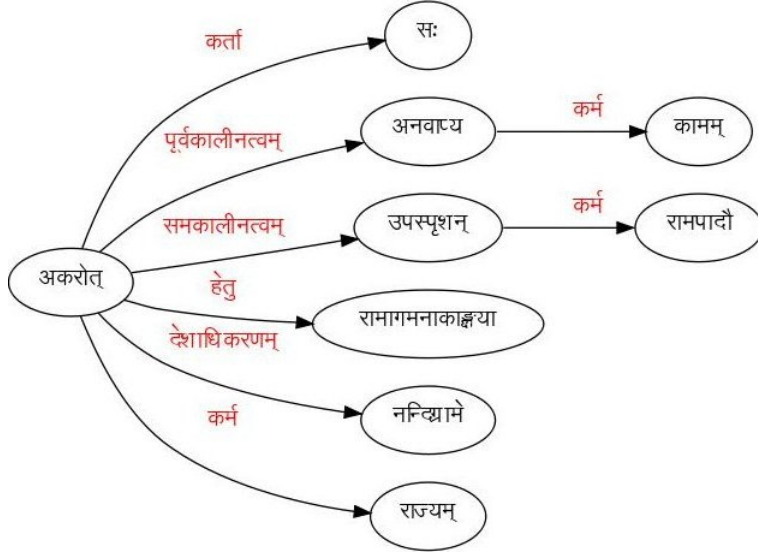 सः
कर्ता
अनवाप्य
कर्म
कामम्
पूर्वकालीनत्वम्
उपस्पृशन्
कर्म
रामपादौ
समकालीनत्वम्
अकरोत्
हेतु
रामागमनाकाङ्क्षया
देशाधिकरणम्
नन्दिग्रामे
कर्म
राज्यम्